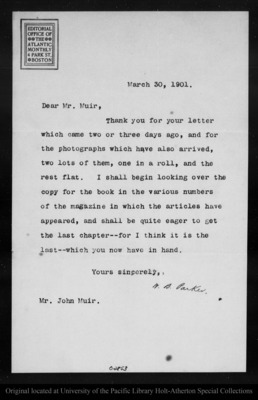 EDITORIAL
OFFICE OF
THE
ATLANTIC
MONTHLY
4 PARK ST.
BOSTON
March 30, 1901.
Dear Mr. Muir,
Thank you for your letter
which came two or three days ago, and for
the photographs which have also arrived,
two lots of them, one in a roll, and the
rest flat. I shall begin looking over the
copy for the book in the various numbers
of the magazine in which the articles have
appeared, and shall be quite eager to get
the last chapter--for I think it is the
last--which you now have in hand.
Yours sincerely,
W. B. Parker.
Mr. John Muir.
Original located at University of the Pacific Library Holt-Atherton Special Collections